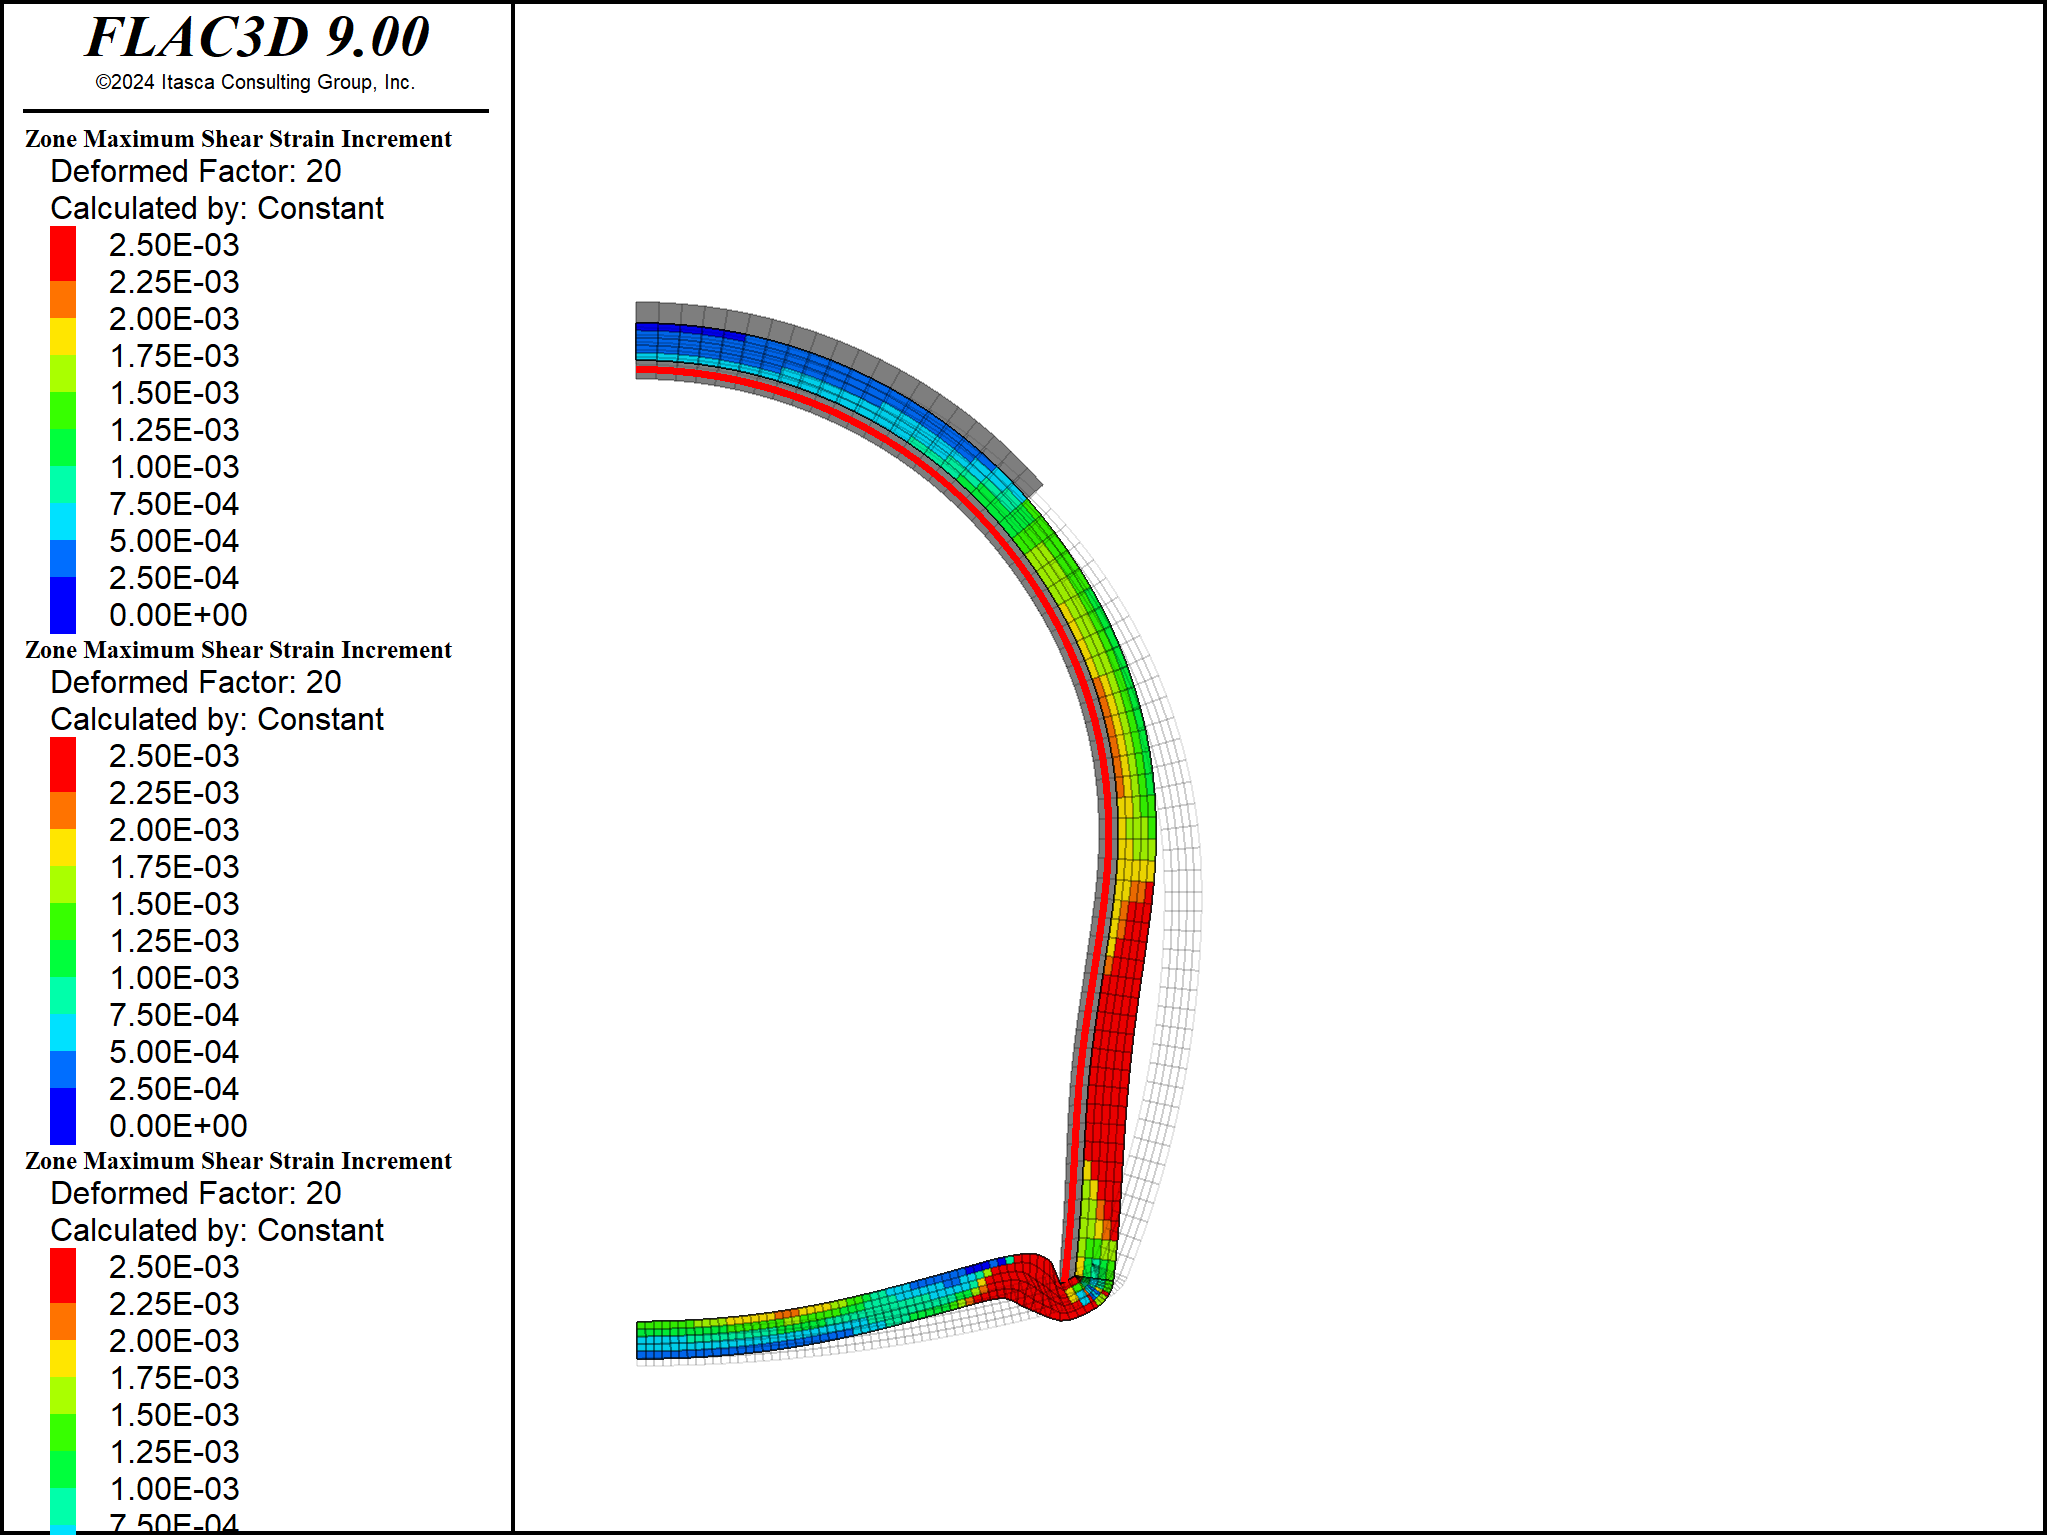 FLAC3D 9.00
©2024 Itasca Consulting Group, Inc.
Zone Maximum Shear Strain Increment
Deformed Factor: 20
Calculated by: Constant
2.50E-03
2.25E-03
2.00E-03
1.75E-03
1.50E-03
1.25E-03
1.00E-03
7.50E-04
5.00E-04
2.50E-04
0.00E+00
Zone Maximum Shear Strain Increment
Deformed Factor: 20
Calculated by: Constant
2.50E-03
2.25E-03
2.00E-03
1.75E-03
1.50E-03
1.25E-03
1.00E-03
7.50E-04
5.00E-04
2.50E-04
0.00E+00
Zone Maximum Shear Strain Increment
Deformed Factor: 20
Calculated by: Constant
2.50E-03
2.25E-03
2.00E-03
1.75E-03
1.50E-03
1.25E-03
1.00E-03
7.50E-04